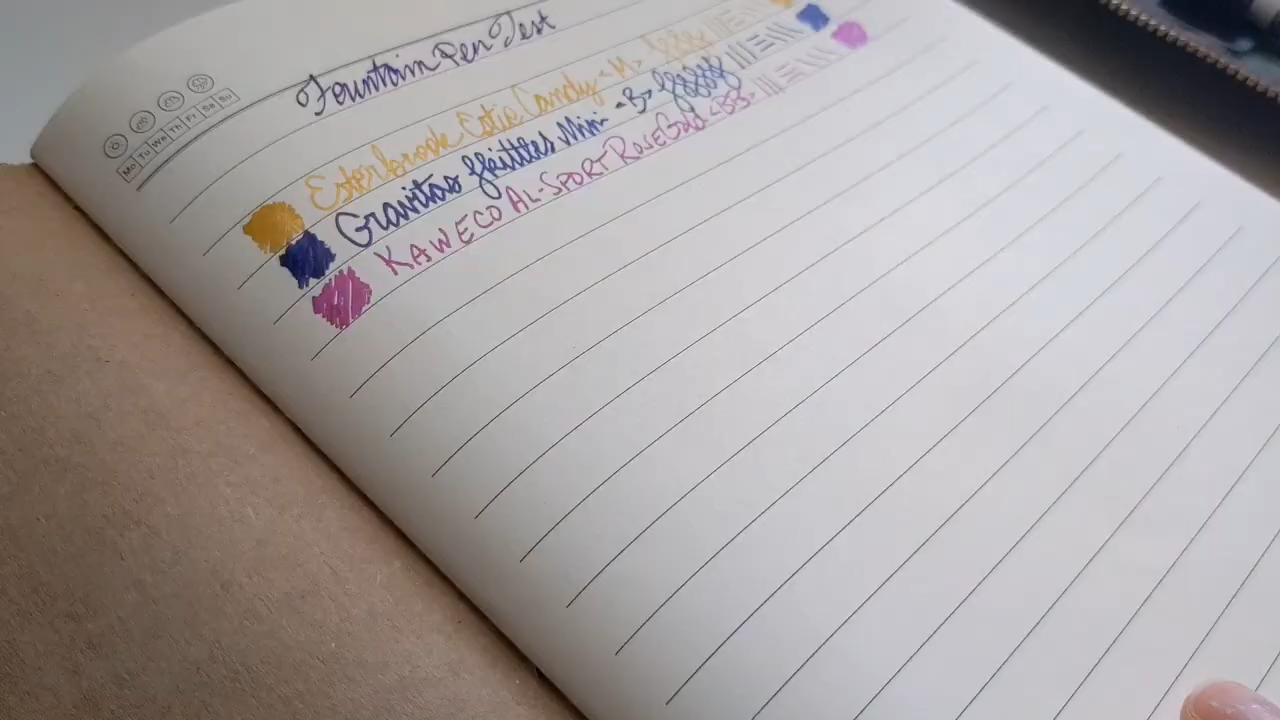 Mo Tu We Th Fr Sa Su
Fountain Pen Test
Esterbrook Estie Candy <M>
Gravitas Skittles Mini <B>
KAWECO AL-SPORT ROSEGOLD <BB>